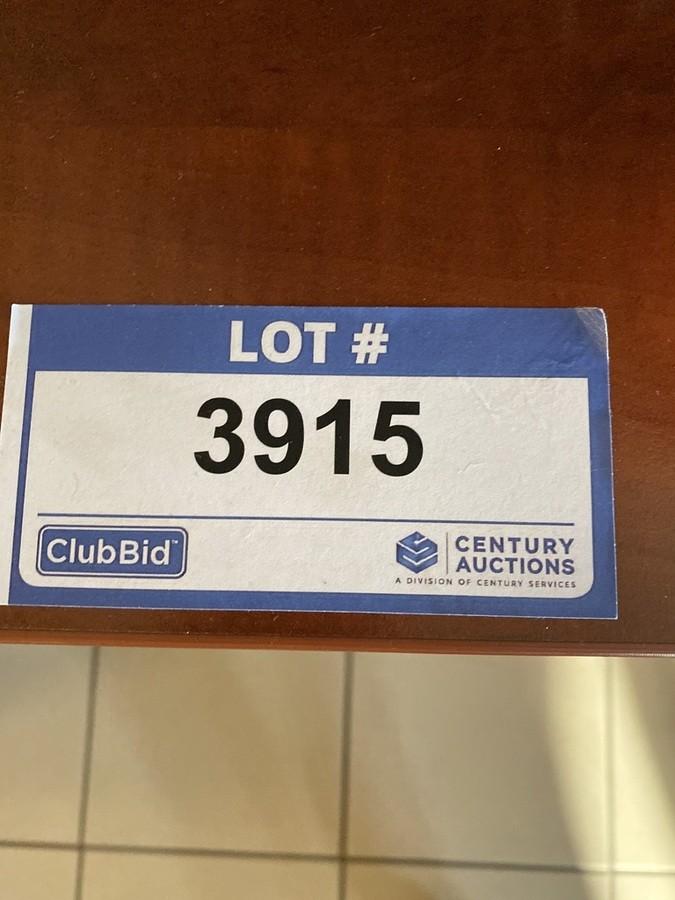 LOT #
3915
ClubBid™
CENTURY
AUCTIONS
A DIVISION OF CENTURY SERVICES